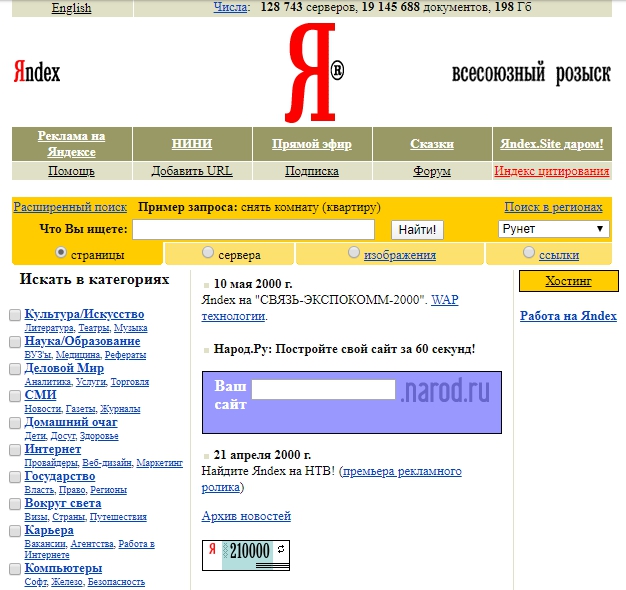 English
Числа: 128 743 серверов, 19 145 688 документов, 198 Гб
Яndex
Я®
всесоюзный розыск
Реклама на Яндексе НИНИ Прямой эфир Сказки Яndex.Site даром!
Помощь Добавить URL Подписка Форум Индекс цитирования
Расширенный поиск Пример запроса: снять комнату (квартиру) Поиск в регионах
Что Вы ищете: Найти! Рунет
страницы сервера изображения ссылки
Искать в категориях
Культура/Искусство
Литература, Театры, Музыка
Наука/Образование
ВУЗ'ы, Медицина, Рефераты
Деловой Мир
Аналитика, Услуги, Торговля
СМИ
Новости, Газеты, Журналы
Домашний очаг
Дети, Досуг, Здоровье
Интернет
Провайдеры, Веб-дизайн, Маркетинг
Государство
Власть, Право, Регионы
Вокруг света
Визы, Страны, Путешествия
Карьера
Вакансии, Агентства, Работа в
Интернете
Компьютеры
Софт, Железо, Безопасность
10 мая 2000 г.
Яndex на "СВЯЗЬ-ЭКСПОКОММ-2000". WAP
технологии.
Народ.Ру: Постройте свой сайт за 60 секунд!
Ваш
сайт .narod.ru
21 апреля 2000 г.
Найдите Яndex на НТВ! (премьера рекламного
ролика)
Архив новостей
Я 210000
Хостинг
Работа на Яndex